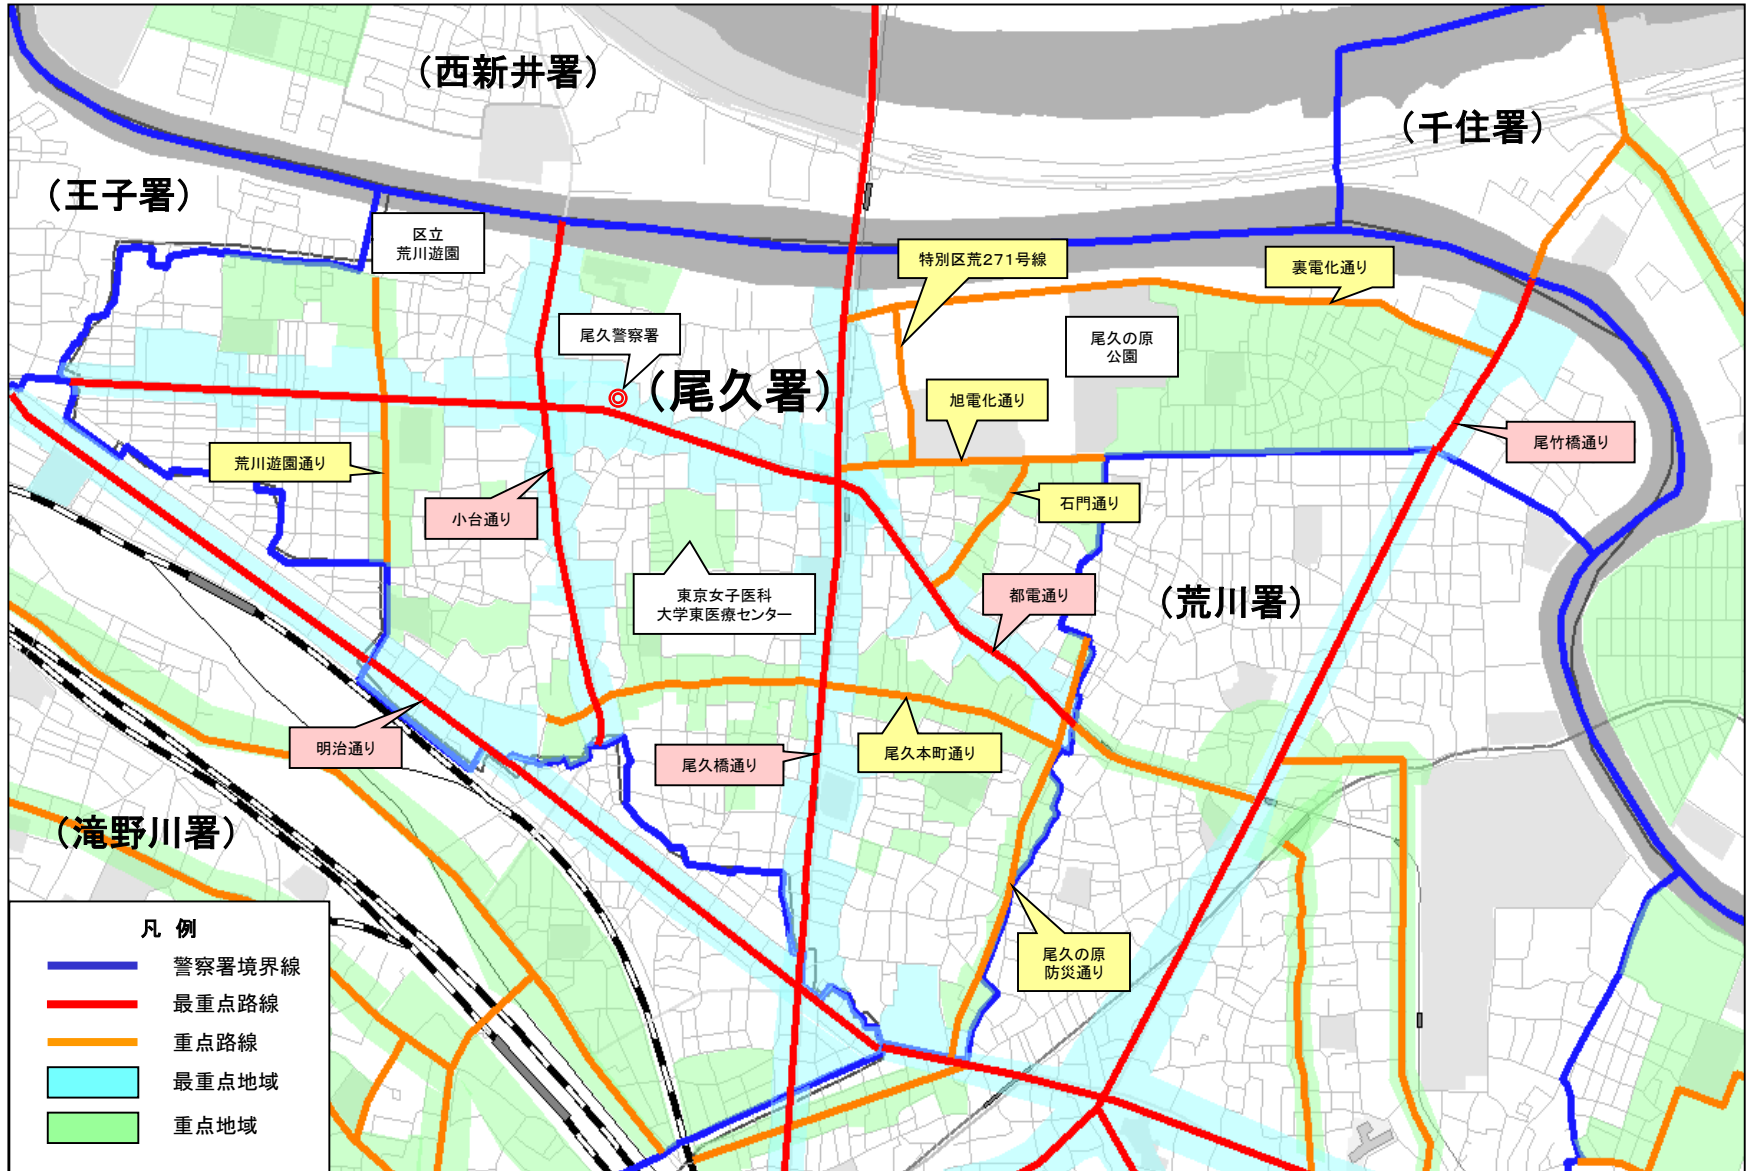 (西新井署)
(千住署)
(王子署)
区立
荒川遊園
特別区荒271号線
裏電化通り
尾久警察署
尾久の原
公園
(尾久署)
旭電化通り
尾竹橋通り
荒川遊園通り
石門通り
小台通り
東京女子医科
大学東医療センター
都電通り
(荒川署)
明治通り
尾久橋通り
尾久本町通り
(滝野川署)
尾久の原
防災通り
凡 例
警察署境界線
最重点路線
重点路線
最重点地域
重点地域